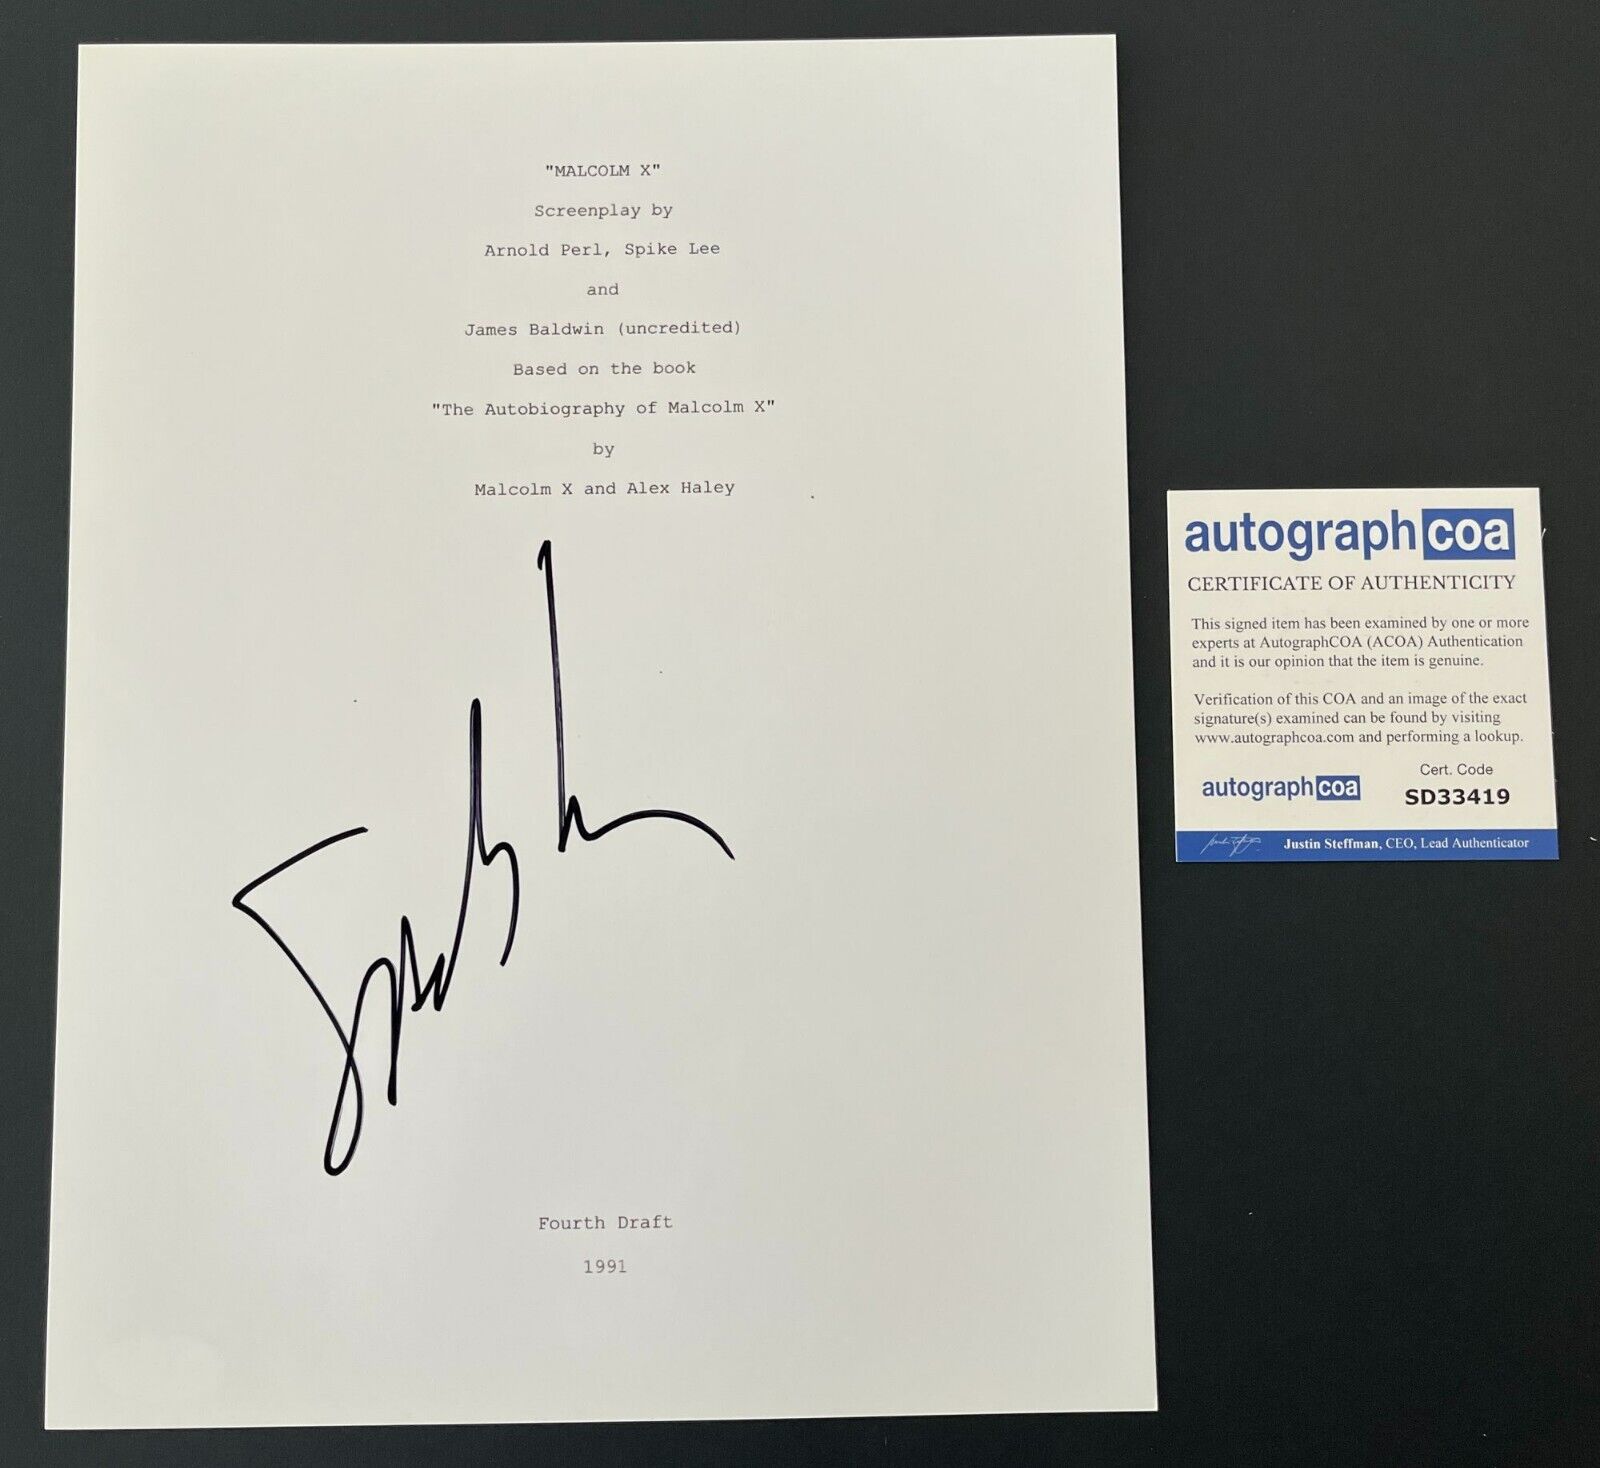 "MALCOLM X"
Screenplay by
Arnold Perl, Spike Lee
and
James Baldwin (uncredited)
Based on the book
"The Autobiography of Malcolm X"
by
Malcolm X and Alex Haley
Fourth Draft
1991
autographcoa
CERTIFICATE OF AUTHENTICITY
This signed item has been examined by one or more
experts at AutographCOA (ACOA) Authentication
and it is our opinion that the item is genuine.
Verification of this COA and an image of the exact
signature(s) examined can be found by visiting
www.autographcoa.com and performing a lookup.
autographcoa
Cert. Code
SD33419
Justin Steffman, CEO, Lead Authenticator